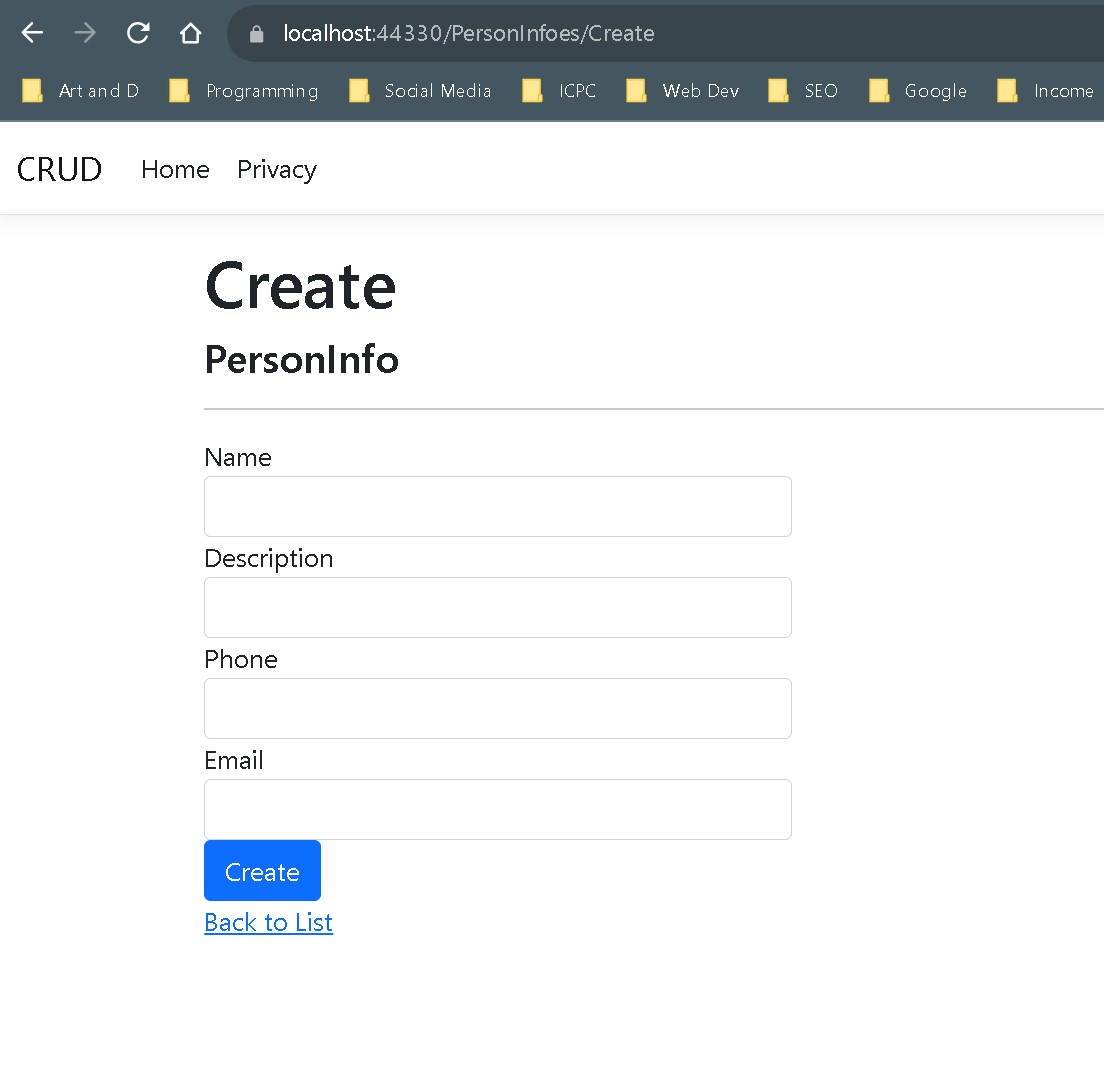 localhost:44330/PersonInfoes/Create
Art and D Programming Social Media ICPC Web Dev SEO Google Income
CRUD Home Privacy
Create
PersonInfo
Name
Description
Phone
Email
Create
Back to List